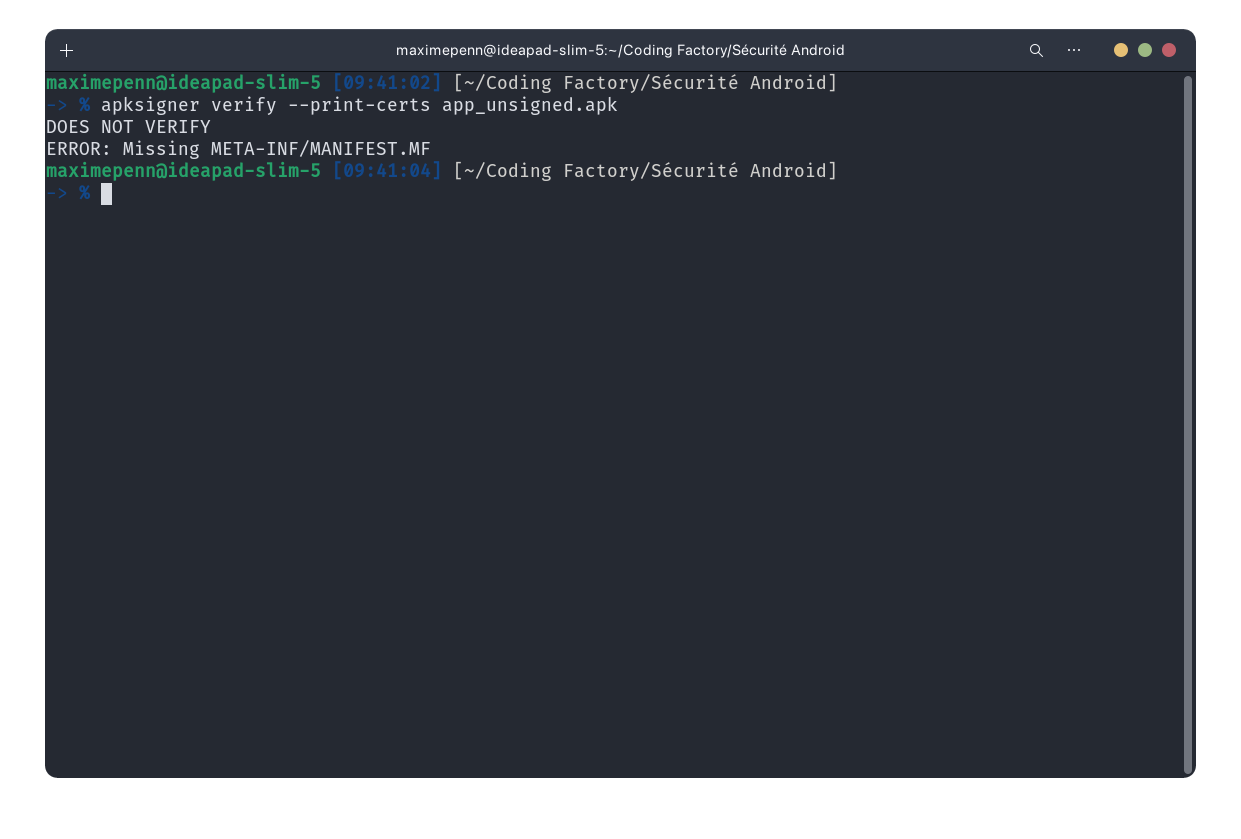 maximepenn@ideapad-slim-5:~/Coding Factory/Sécurité Android
maximepenn@ideapad-slim-5 [09:41:02] [~/Coding Factory/Sécurité Android]
-> % apksigner verify --print-certs app_unsigned.apk
DOES NOT VERIFY
ERROR: Missing META-INF/MANIFEST.MF
maximepenn@ideapad-slim-5 [09:41:04] [~/Coding Factory/Sécurité Android]
-> %